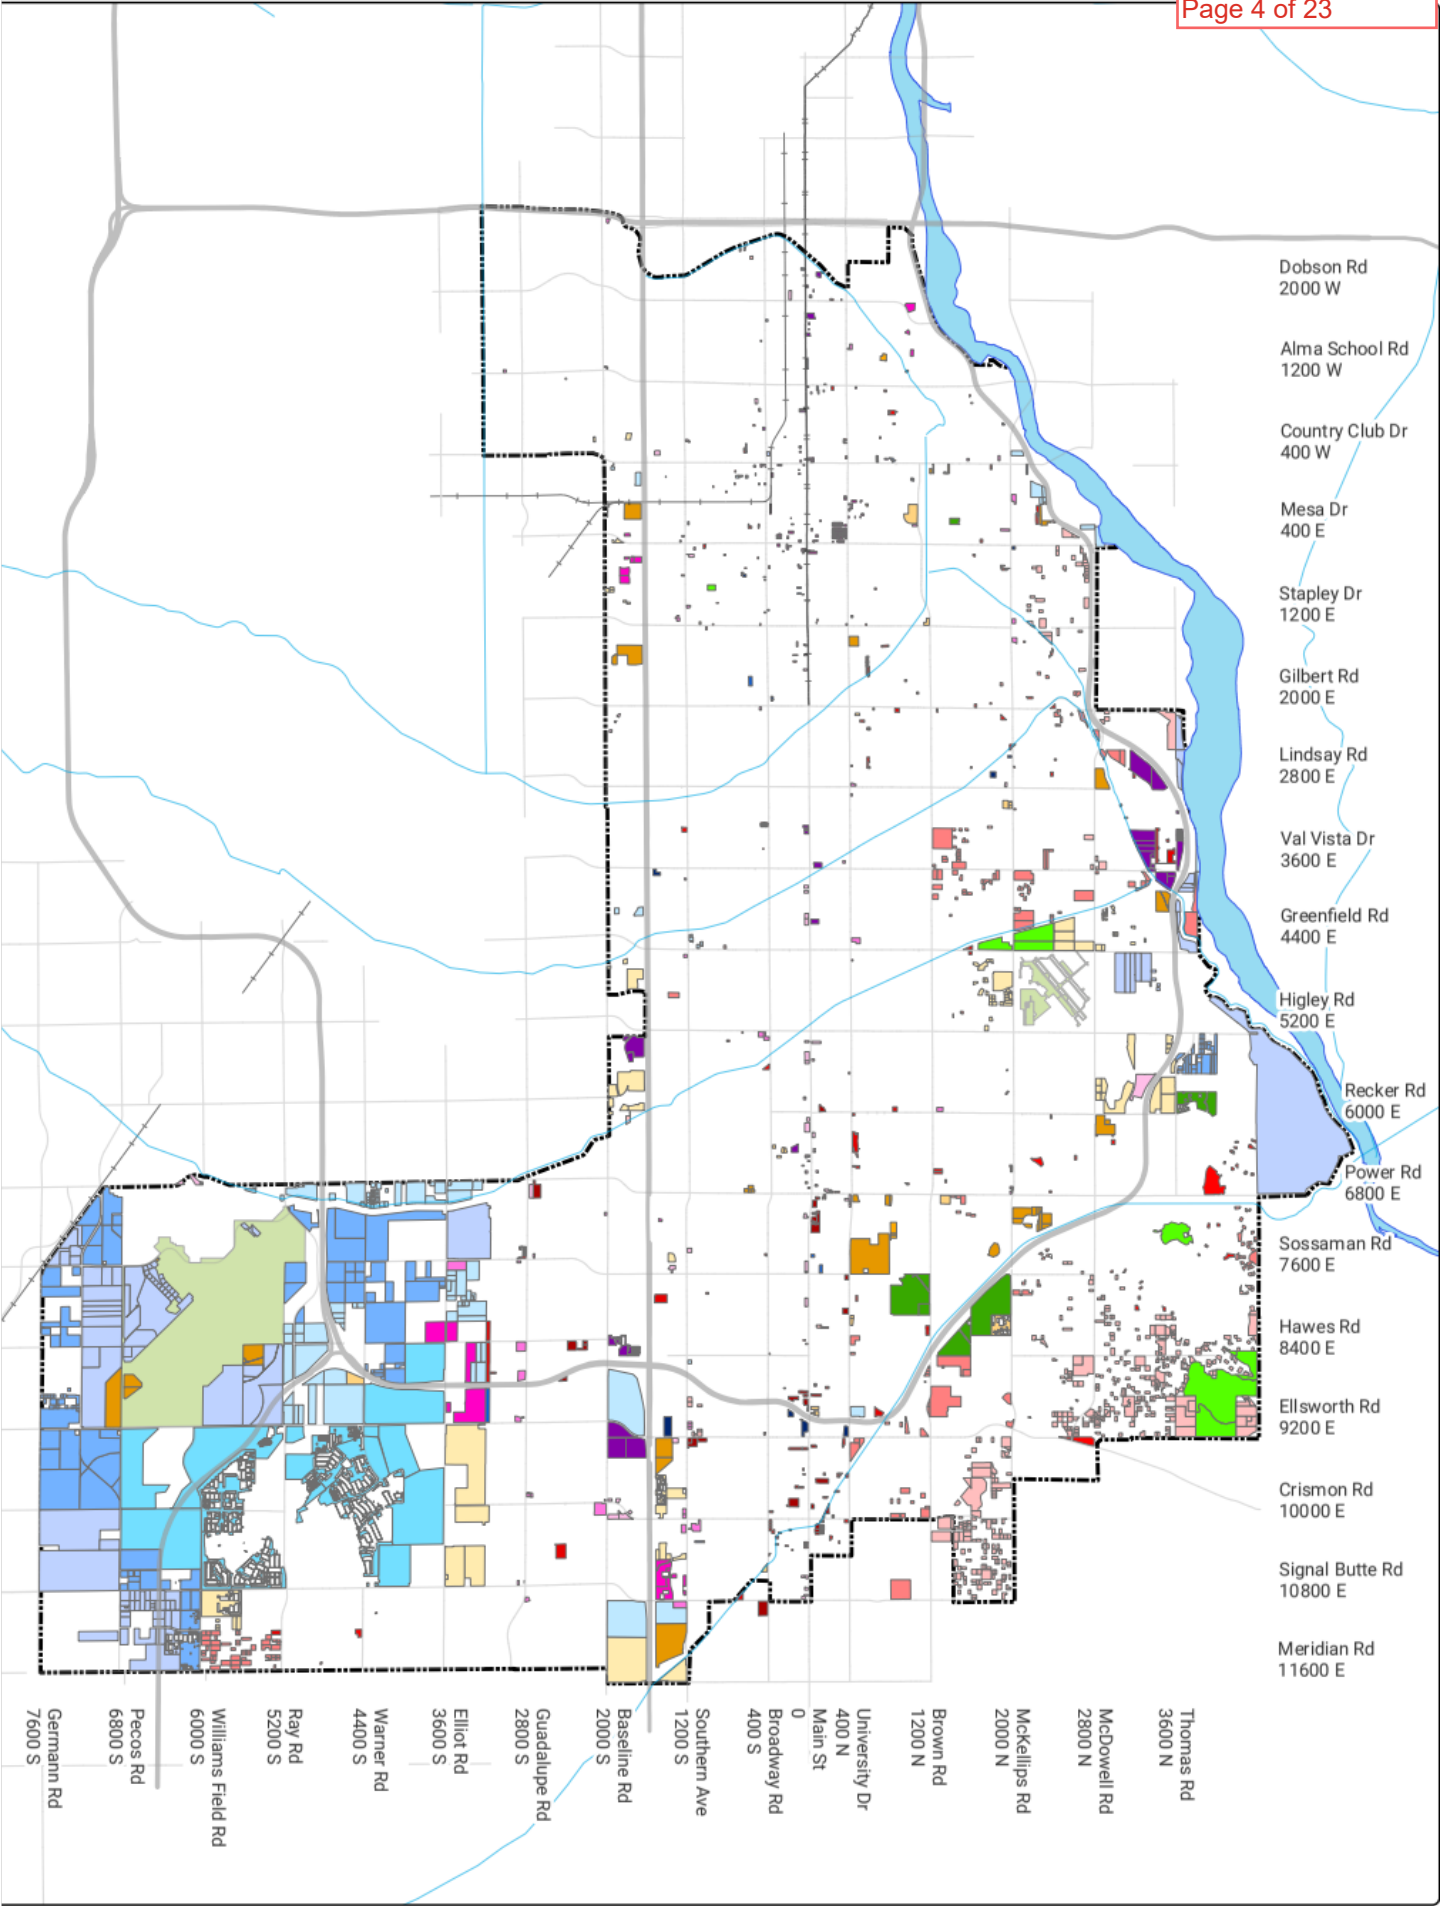 Page 4 of 23
Dobson Rd
2000 W
Alma School Rd
1200 W
Country Club Dr
400 W
Mesa Dr
400 E
Stapley Dr
1200 E
Gilbert Rd
2000 E
Lindsay Rd
2800 E
Val Vista Dr
3600 E
Greenfield Rd
4400 E
Higley Rd
5200 E
Recker Rd
6000 E
Power Rd
6800 E
Sossaman Rd
7600 E
Hawes Rd
8400 E
Ellsworth Rd
9200 E
Crismon Rd
10000 E
Signal Butte Rd
10800 E
Meridian Rd
11600 E
Germann Rd
7600 S
Pecos Rd
6800 S
Williams Field Rd
6000 S
Ray Rd
5200 S
Warner Rd
4400 S
Elliot Rd
3600 S
Guadalupe Rd
2800 S
Baseline Rd
2000 S
Southern Ave
1200 S
Broadway Rd
400 S
Main St
0
University Dr
400 N
Brown Rd
1200 N
McKellips Rd
2000 N
McDowell Rd
2800 N
Thomas Rd
3600 N